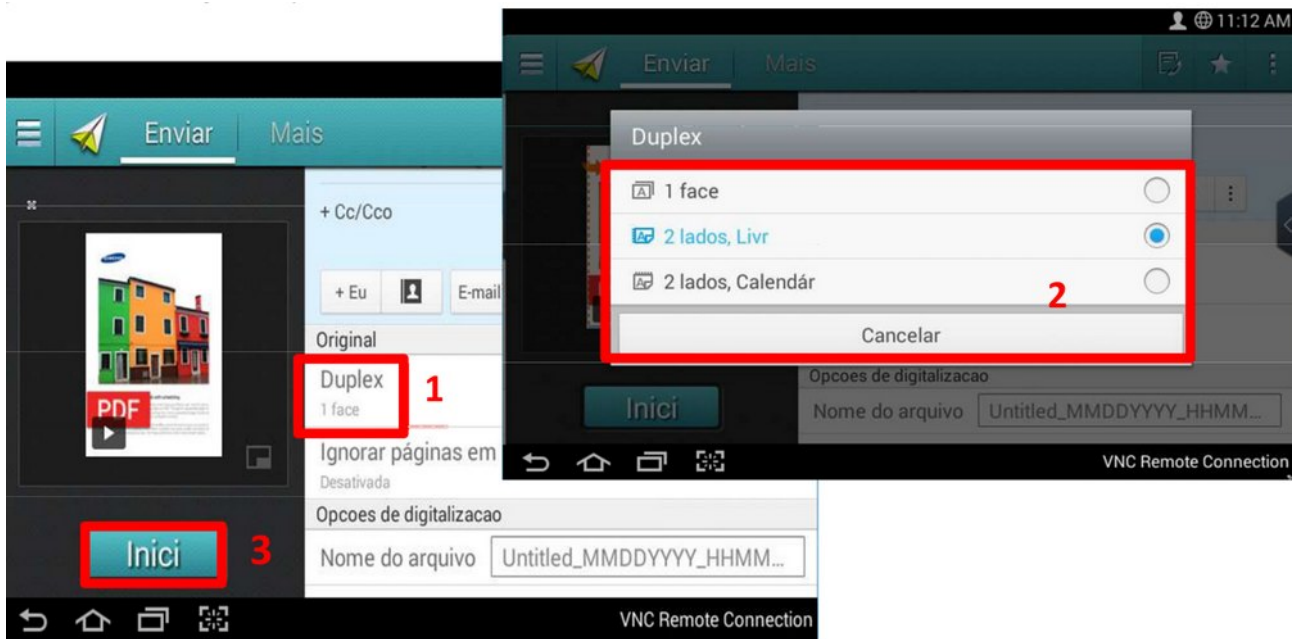 Enviar
Mais
+ Cc/Cco
+ Eu
E-mail
Original
Duplex
1 face
1
Ignorar páginas em
Desativada
Opcoes de digitalizacao
Nome do arquivo
Untitled_MMDDYYYY_HHMM...
PDF
Inici
3
VNC Remote Connection
11:12 AM
Enviar
Mais
Duplex
1 face
2 lados, Livr
2 lados, Calendár
2
Cancelar
Opcoes de digitalizacao
Inici
Nome do arquivo
Untitled_MMDDYYYY_HHMM...
VNC Remote Connection